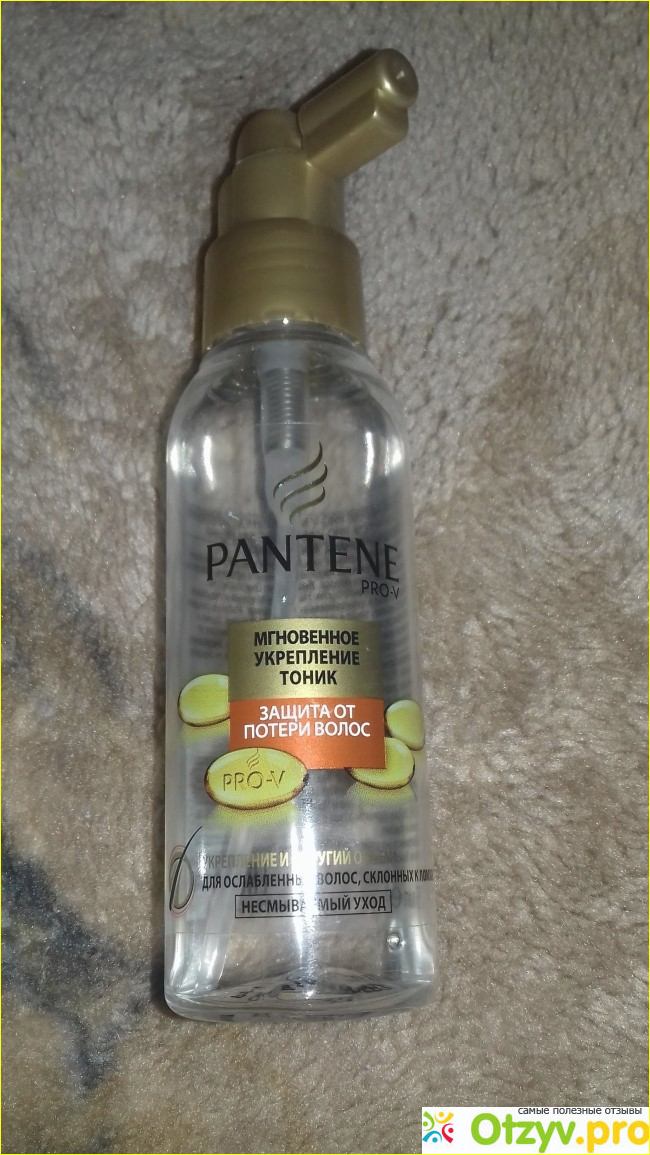 PANTENE
PRO-V
МГНОВЕННОЕ
УКРЕПЛЕНИЕ
ТОНИК
ЗАЩИТА ОТ
ПОТЕРИ ВОЛОС
PRO-V
УКРЕПЛЕНИЕ И
ДЛЯ ОСЛАБЛЕННЫХ ВОЛОС, СКЛОННЫХ К
НЕСМЫВАЕМЫЙ УХОД
самые полезные отзывы
Otzyv.pro